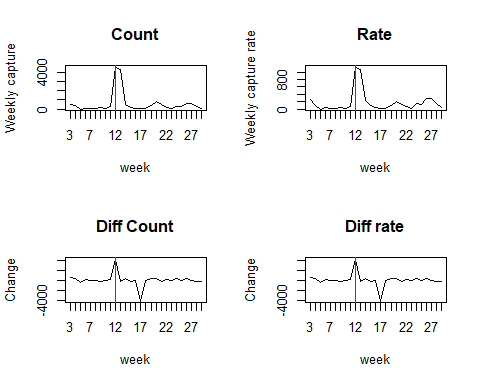 Count
Weekly capture
4000
0
3 7 12 17 22 27
week
Rate
Weekly capture rate
800
0
3 7 12 17 22 27
week
Diff Count
Change
-4000
3 7 12 17 22 27
week
Diff rate
Change
-4000
3 7 12 17 22 27
week